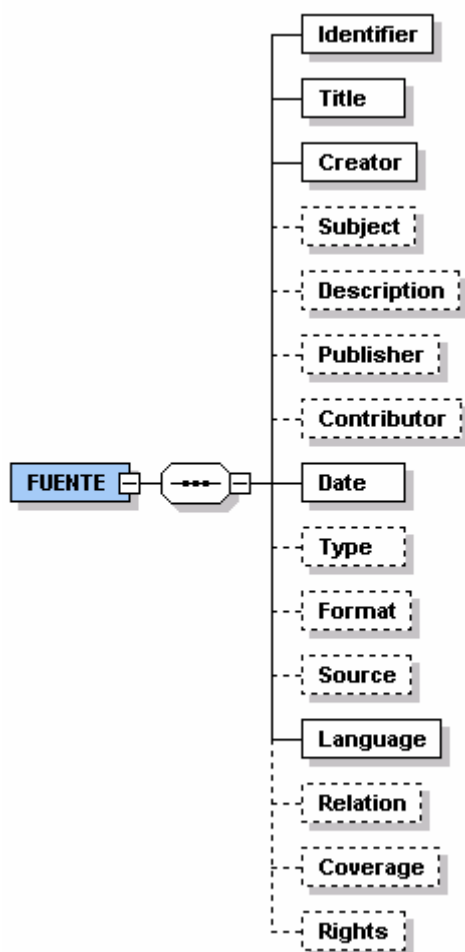 Identifier
Title
Creator
Subject
Description
Publisher
Contributor
FUENTE
Date
Type
Format
Source
Language
Relation
Coverage
Rights